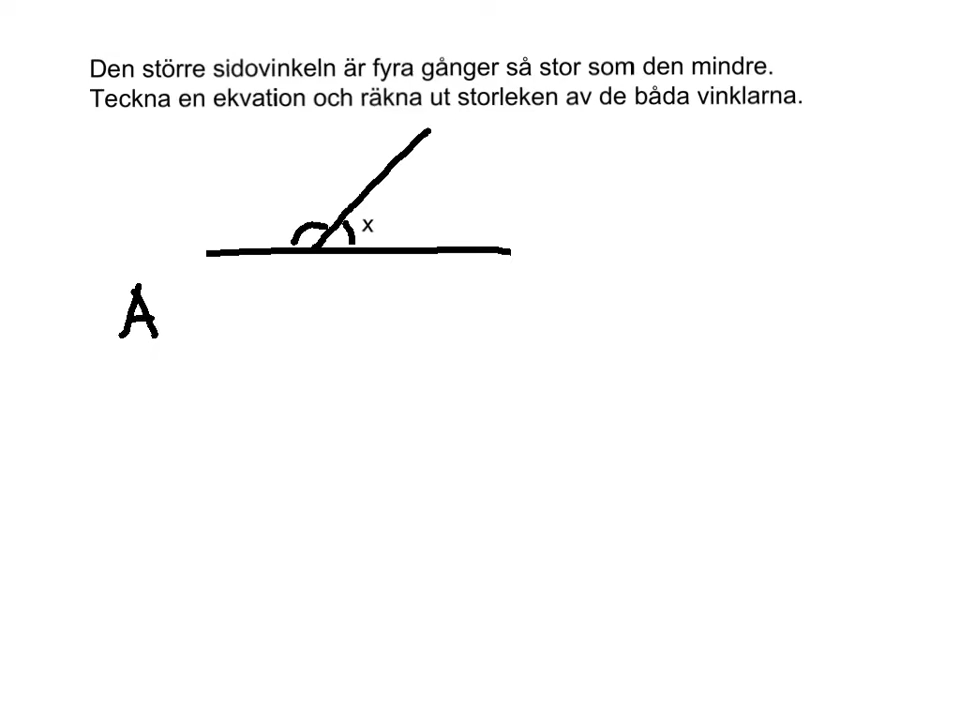 Den större sidovinkeln är fyra gånger så stor som den mindre.
Teckna en ekvation och räkna ut storleken av de båda vinklarna.
x
A